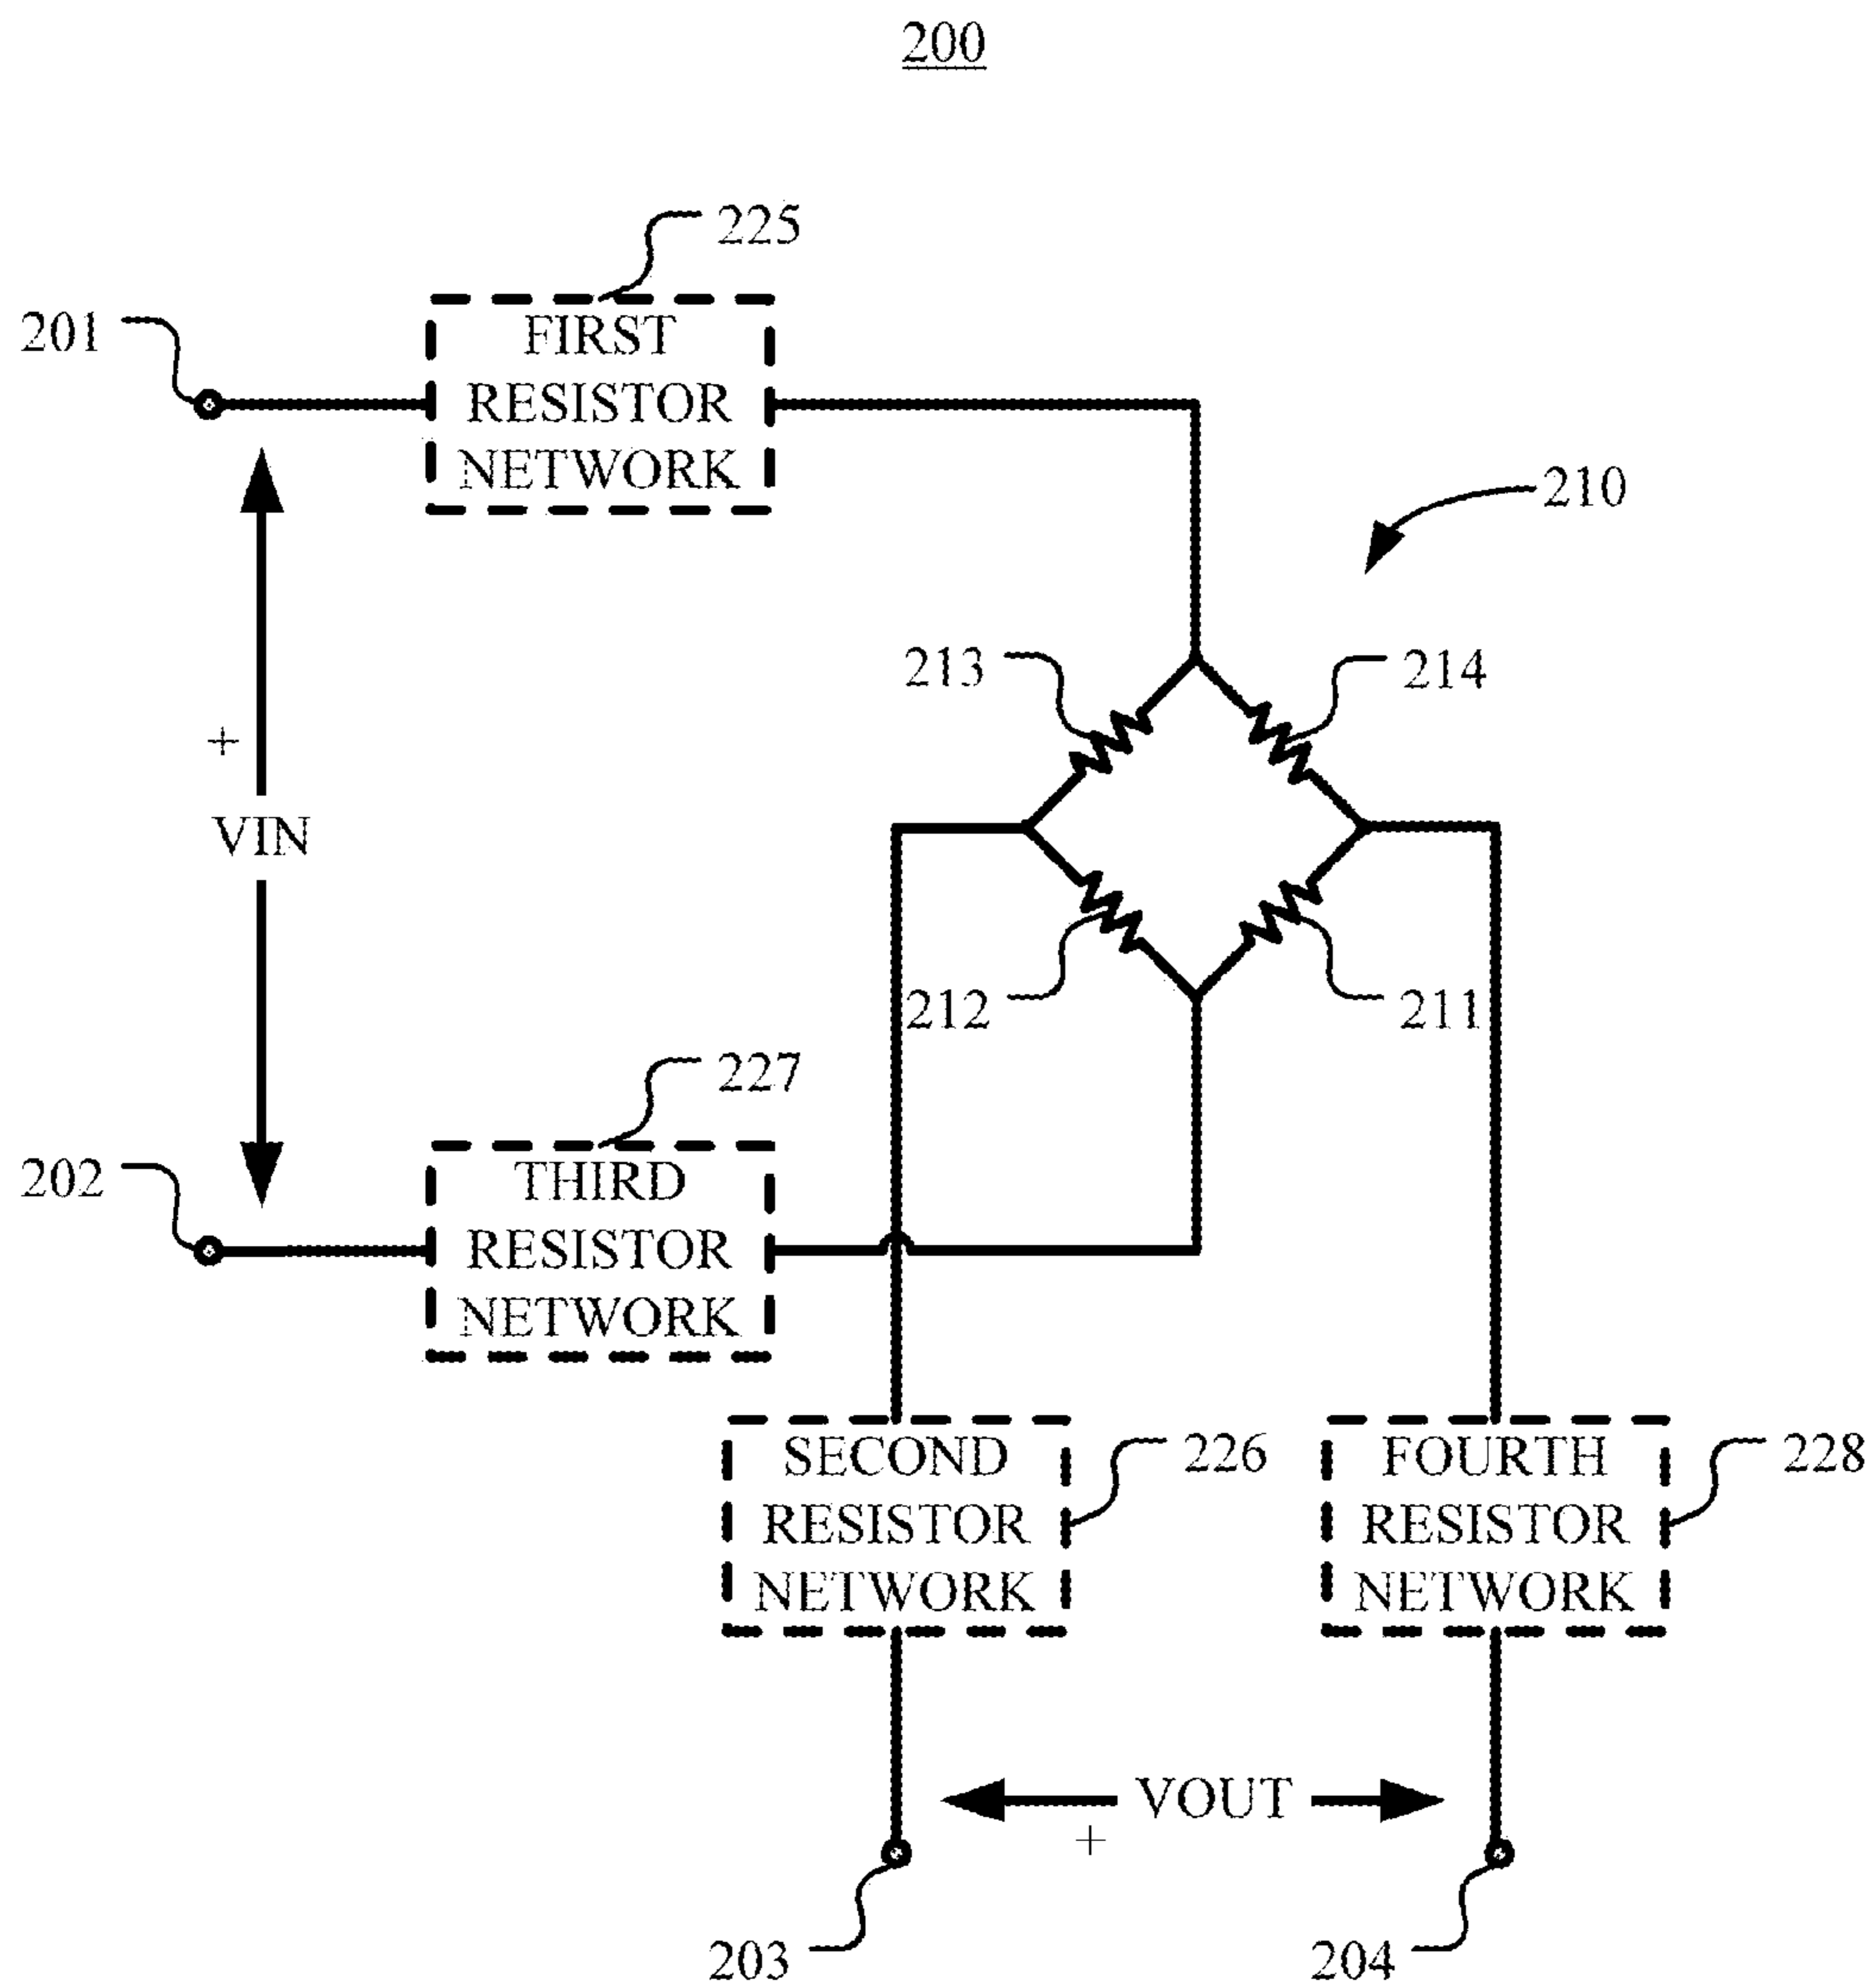 200
225
201
FIRST
RESISTOR
NETWORK
210
213
214
+
VIN
212
211
227
202
THIRD
RESISTOR
NETWORK
SECOND
RESISTOR
NETWORK
226
FOURTH
RESISTOR
NETWORK
228
VOUT
+
203
204